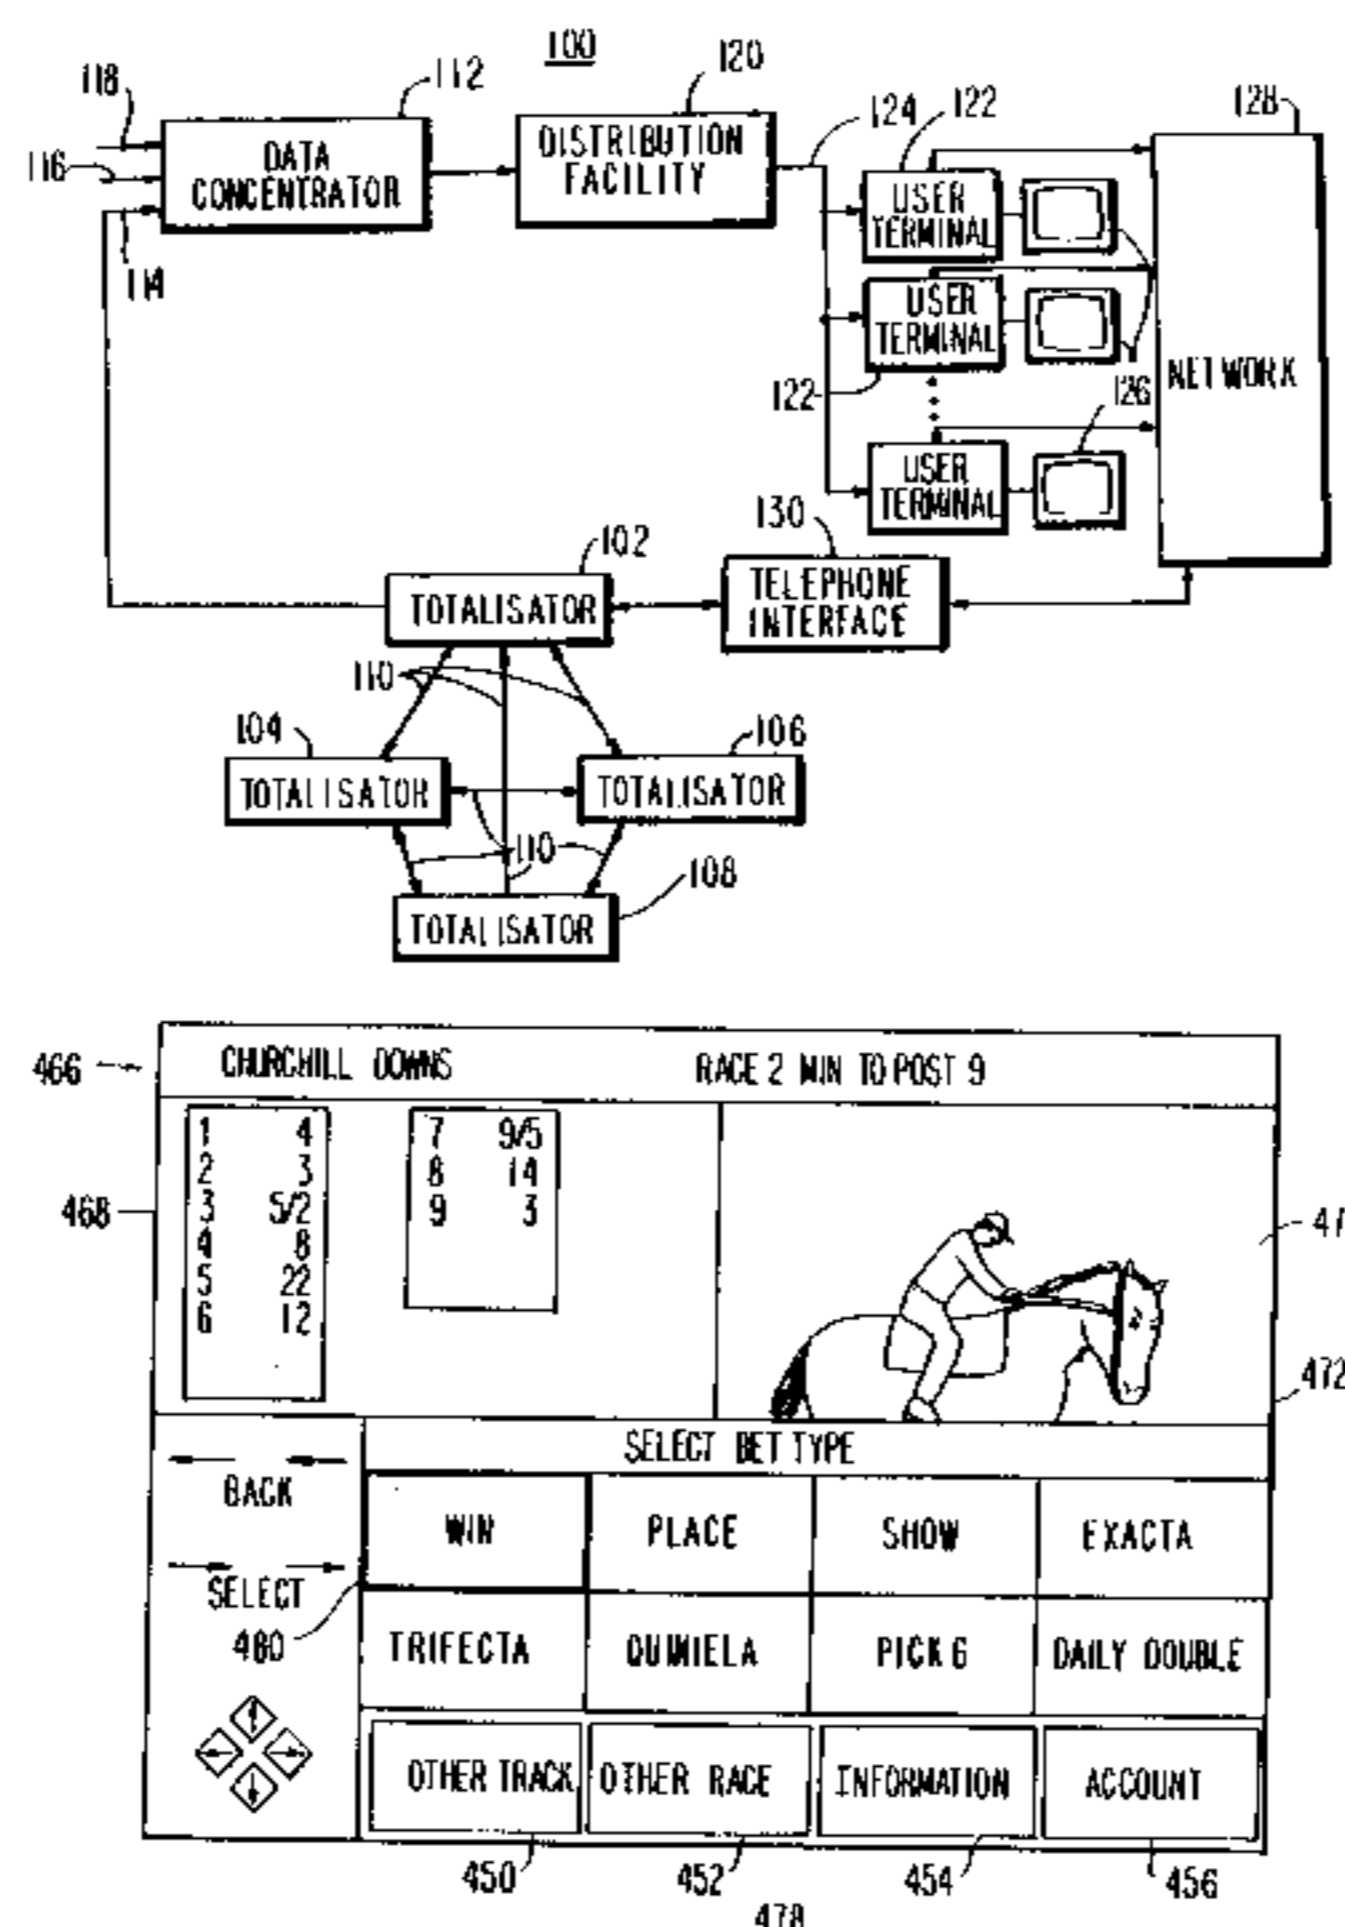 100
118
112
120
124
122
128
116
DATA
CONCENTRATOR
DISTRIBUTION
FACILITY
USER
TERMINAL
114
USER
TERMINAL
NETWORK
122
126
USER
TERMINAL
130
102
TOTALISATOR
TELEPHONE
INTERFACE
110
104
106
TOTALISATOR
TOTALISATOR
110
108
TOTALISATOR
466
CHURCHILL DOWNS
RACE 2 MIN TO POST 9
1 4
2 3
3 5/2
4 8
5 22
6 12
7 9/5
8 14
9 3
468
47
472
SELECT BET TYPE
BACK
SELECT
480
WIN
PLACE
SHOW
EXACTA
TRIFECTA
QUINIELA
PICK 6
DAILY DOUBLE
OTHER TRACK
OTHER RACE
INFORMATION
ACCOUNT
450
452
454
456
478